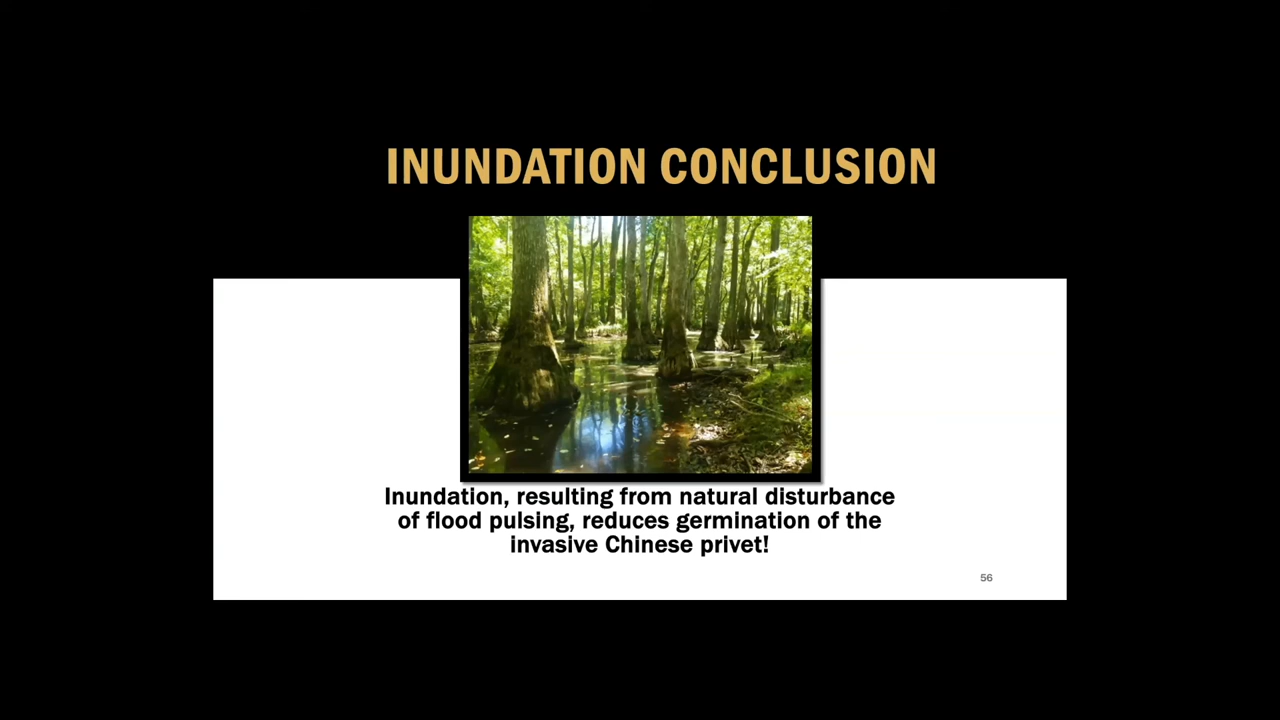 INUNDATION CONCLUSION
Inundation, resulting from natural disturbance
of flood pulsing, reduces germination of the
invasive Chinese privet!
56